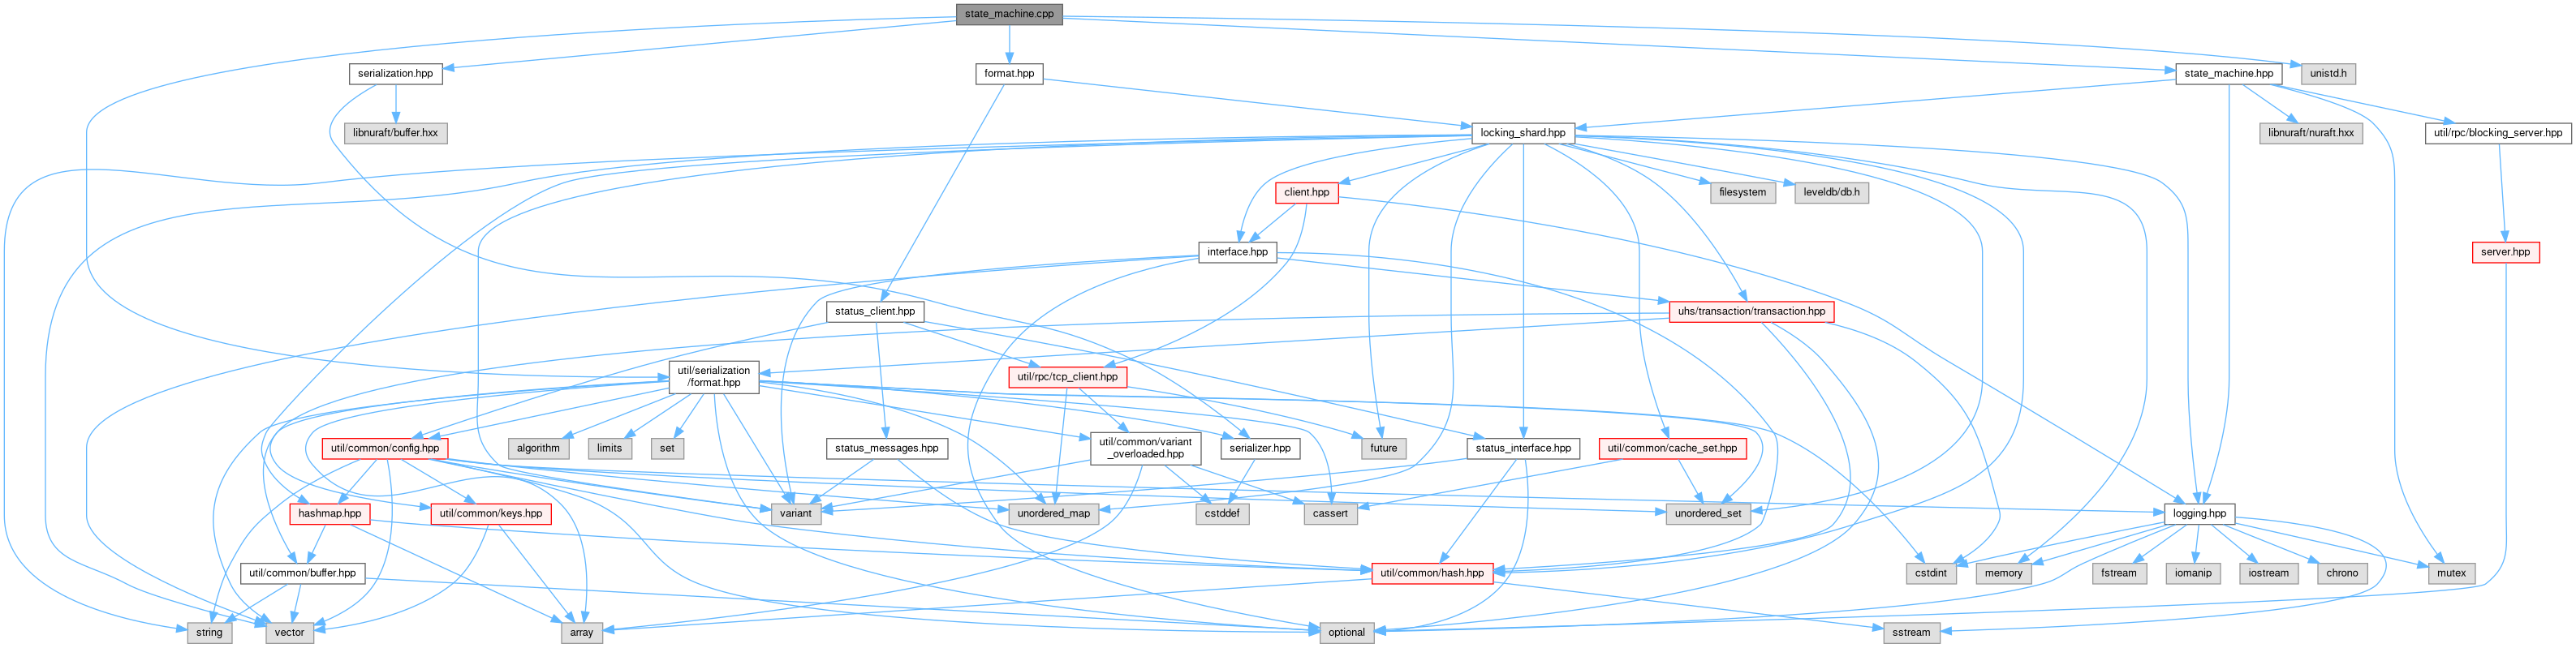 state_machine.cpp
serialization.hpp
format.hpp
state_machine.hpp
unistd.h
libnuraft/buffer.hxx
locking_shard.hpp
libnuraft/nuraft.hxx
util/rpc/blocking_server.hpp
client.hpp
filesystem
leveldb/db.h
interface.hpp
server.hpp
status_client.hpp
uhs/transaction/transaction.hpp
util/serialization
/format.hpp
util/rpc/tcp_client.hpp
util/common/config.hpp
algorithm
limits
set
status_messages.hpp
util/common/variant
_overloaded.hpp
serializer.hpp
future
status_interface.hpp
util/common/cache_set.hpp
hashmap.hpp
util/common/keys.hpp
variant
unordered_map
cstddef
cassert
unordered_set
logging.hpp
util/common/buffer.hpp
util/common/hash.hpp
cstdint
memory
fstream
iomanip
iostream
chrono
mutex
string
vector
array
optional
sstream